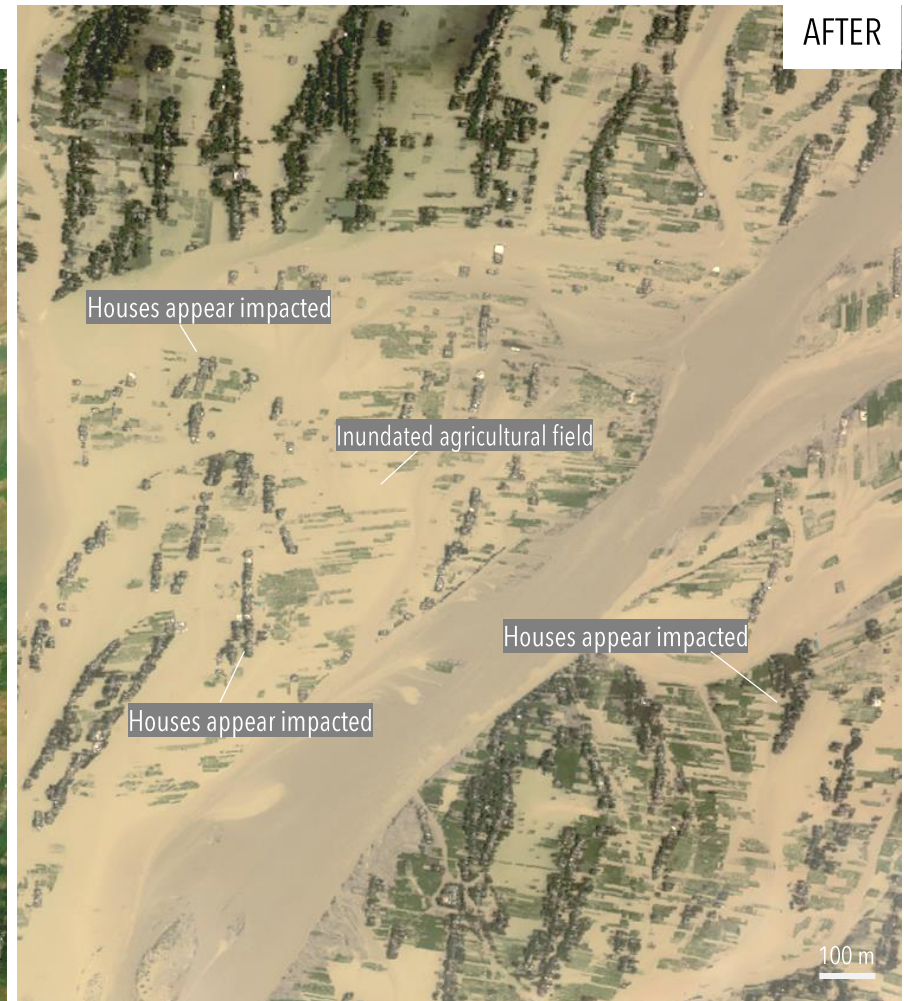 AFTER
Houses appear impacted
Inundated agricultural field
Houses appear impacted
Houses appear impacted
100 m